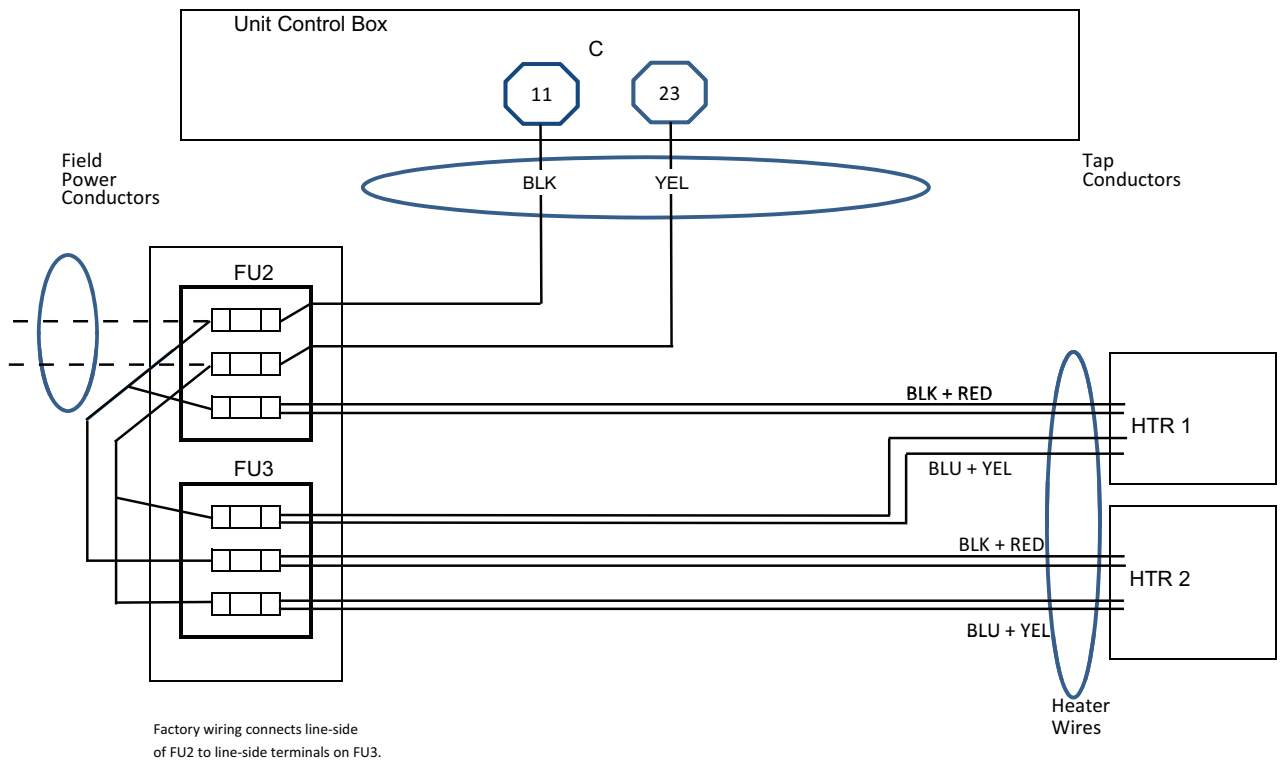 Unit Control Box
C
11
23
Field
Power
Conductors
Tap
Conductors
BLK
YEL
FU2
BLK + RED
HTR 1
FU3
BLU + YEL
BLK + RED
HTR 2
BLU + YEL
Heater
Wires
Factory wiring connects line-side
of FU2 to line-side terminals on FU3.